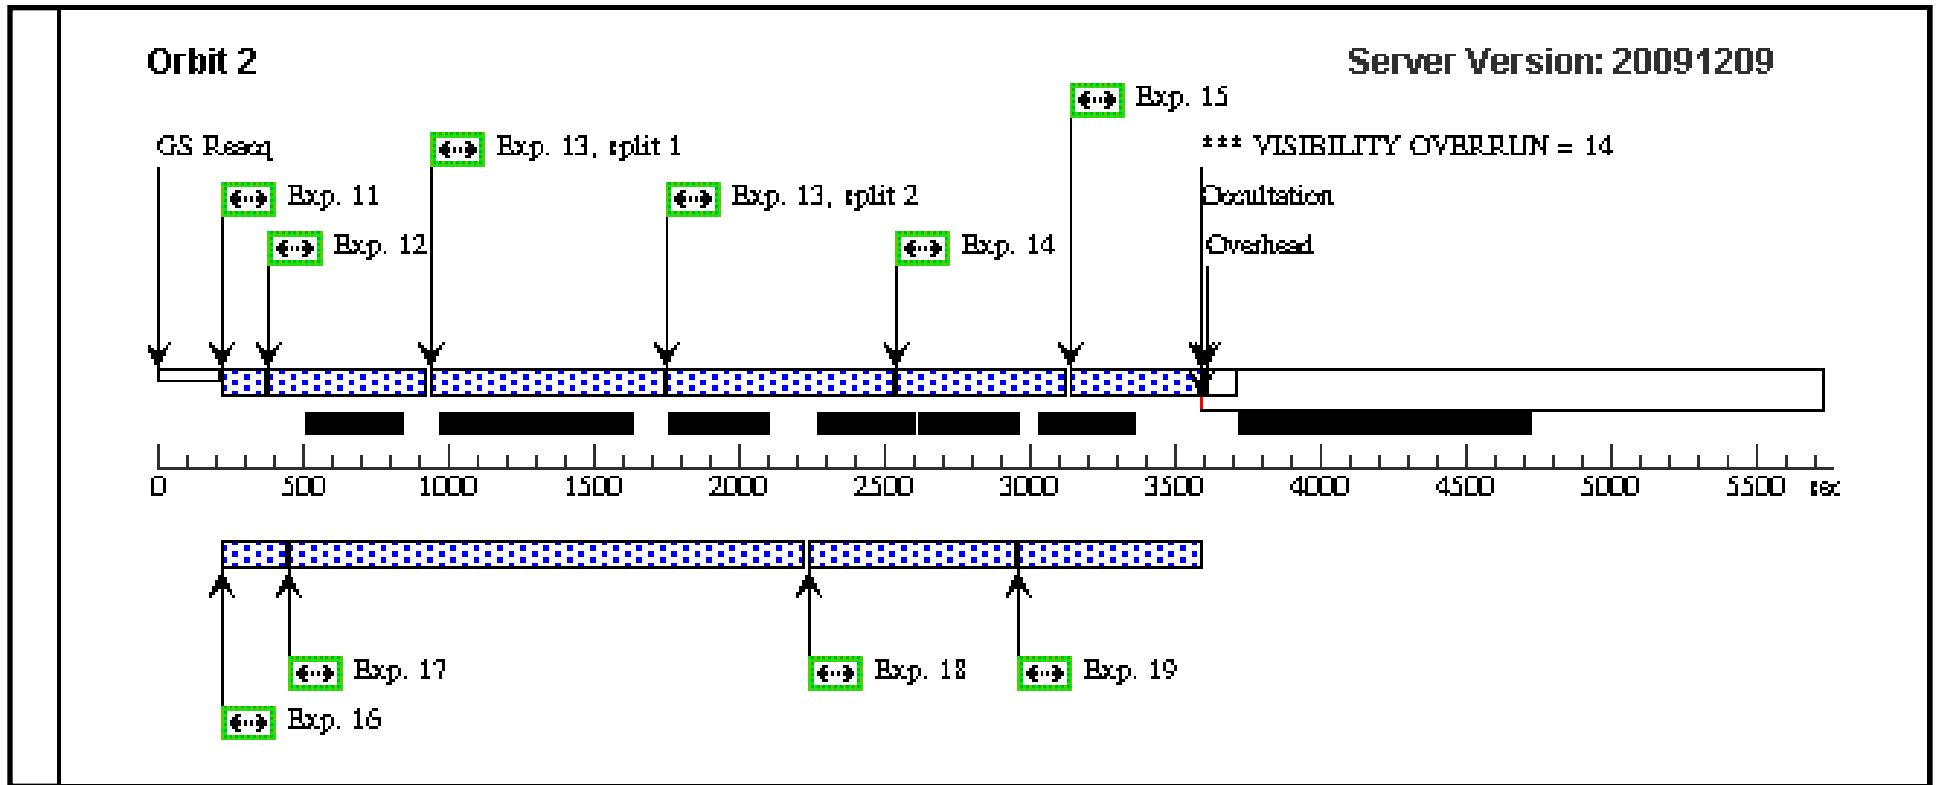 Orbit 2
Server Version: 20091209
Exp. 15
GS Reacq
Exp. 13, split 1
*** VISIBILITY OVERRUN = 14
Exp. 11
Exp. 13, split 2
Occultation
Exp. 12
Exp. 14
Overhead
0 500 1000 1500 2000 2500 3000 3500 4000 4500 5000 5500 sec
Exp. 17
Exp. 18
Exp. 19
Exp. 16